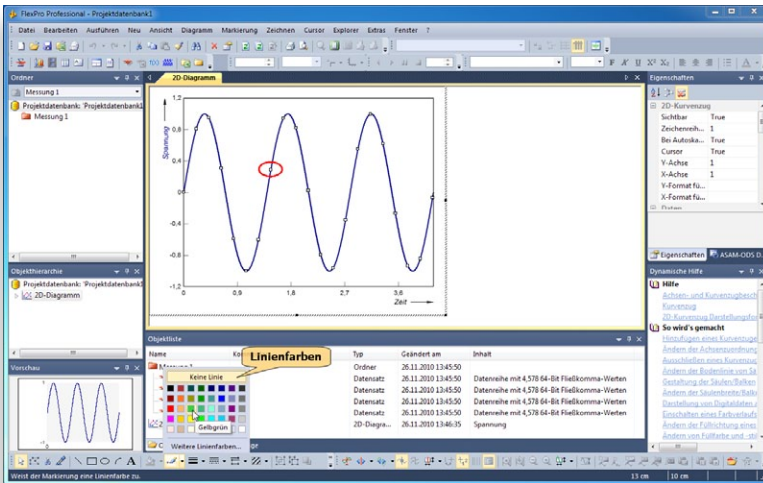 FlexPro Professional - Projektdatenbank1
Datei Bearbeiten Ausführen Neu Ansicht Diagramm Markierung Zeichnen Cursor Explorer Extras Fenster ?
Ordner
Messung 1
Projektdatenbank: 'Projektdatenbank1
Messung 1
Objekthierarchie
Projektdatenbank: 'Projektdatenbank1
2D-Diagramm
Vorschau
2D-Diagramm
Spannung
1,2
0,8
0,4
0
-0,4
-0,8
-1,2
0 0,9 1,8 2,7 3,6
Zeit
Eigenschaften
2D-Kurvenzug
Sichtbar True
Zeichenreih... 1
Bei Autoska... True
Cursor True
Y-Achse 1
X-Achse 1
Y-Format fü...
X-Format fü...
Daten
Eigenschaften ASAM-ODS D.
Dynamische Hilfe
Hilfe
Achsen- und Kurvenzugbesch
Kurvenzug
2D-Kurvenzug Darstellungsfor
So wird's gemacht
Hinzufügen eines Kurvenzuge
Ändern der Achsenzuordnung
Ausschließen eines Kurvenzug
Ändern der Bodenlinie von Sä
Gestaltung der Säulen/Balken
Ändern der Säulenbreite/Balk
Darstellung von Digitaldaten a
Einschalten eines Farbverlaufs
Ändern der Füllrichtung eines
Ändern von Füllfarbe und -sti
Objektliste
Name Typ Geändert am Inhalt
Messung 1 Ordner 26.11.2010 13:45:50
Datensatz 26.11.2010 13:45:50 Datenreihe mit 4,578 64-Bit Fließkomma-Werten
Datensatz 26.11.2010 13:45:50 Datenreihe mit 4,578 64-Bit Fließkomma-Werten
Datensatz 26.11.2010 13:45:50 Datenreihe mit 4,578 64-Bit Fließkomma-Werten
Datensatz 26.11.2010 13:45:50 Datenreihe mit 4,578 64-Bit Fließkomma-Werten
2D-Diagra... 26.11.2010 13:46:35 Spannung
Linienfarben
Keine Linie
Gelbgrün
Weitere Linienfarben...
Weist der Markierung eine Linienfarbe zu.
13 cm 10 cm